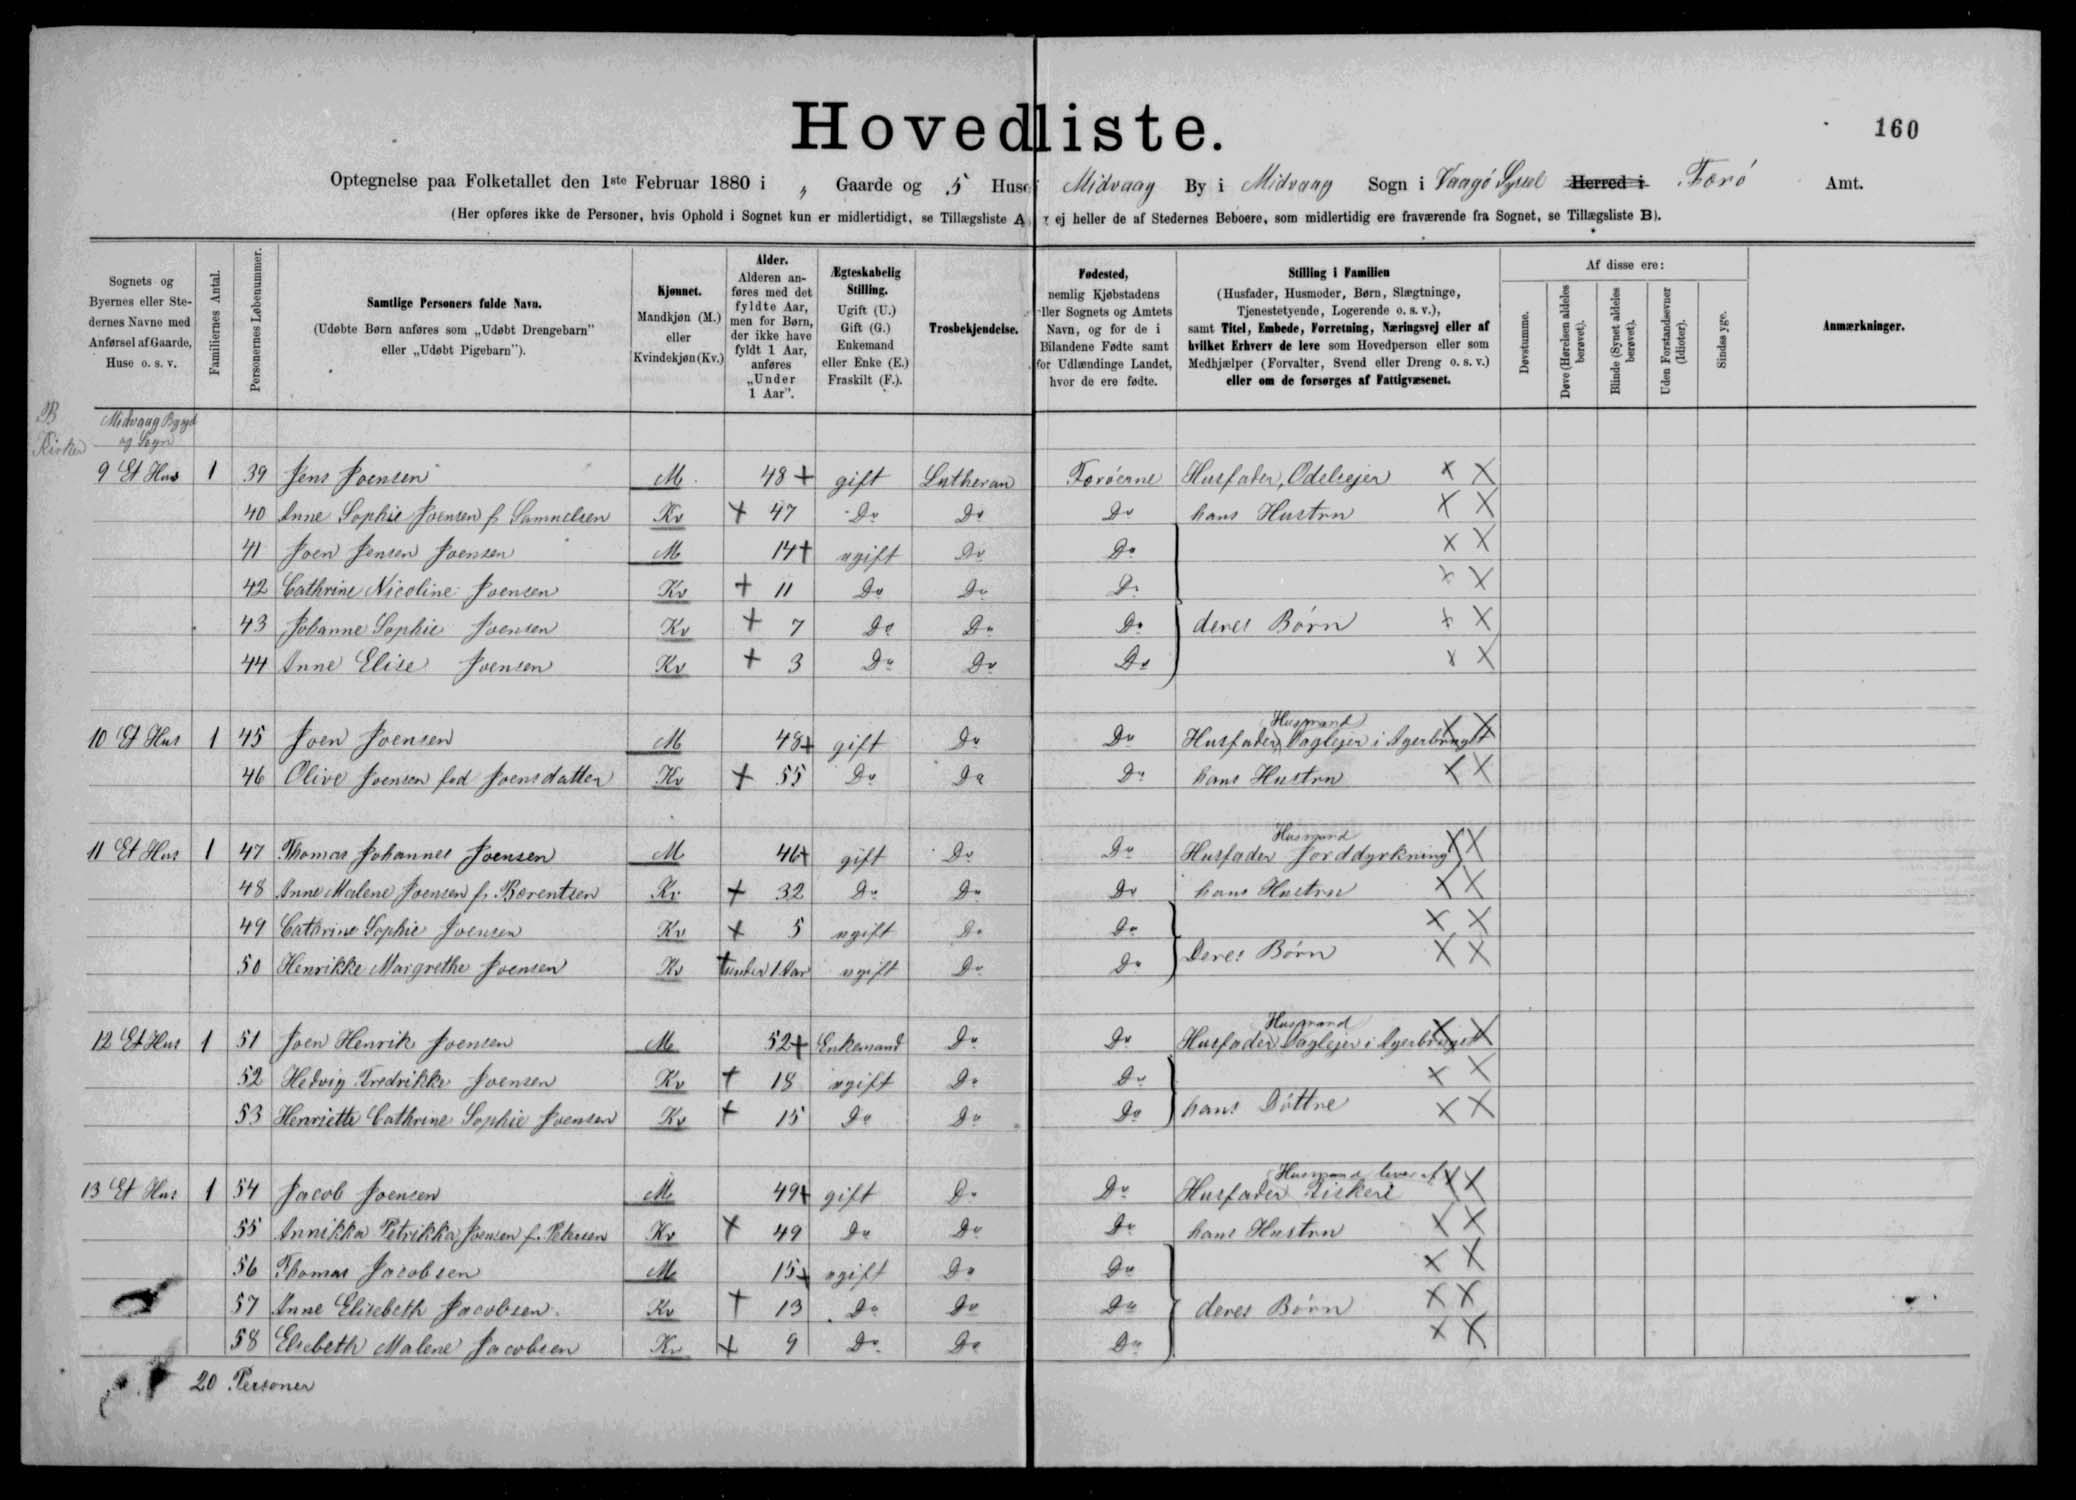 Hovedliste.
160
Optegnelse paa Folketallet den 1ste Februar 1880 i „ Gaarde og 5 Huse i Midvaag By i Midvaag Sogn i Vaagø Syssel Herred i Færø Amt.
(Her opføres ikke de Personer, hvis Ophold i Sognet kun er midlertidigt, se Tillægsliste A ej heller de af Stedernes Beboere, som midlertidig ere fraværende fra Sognet, se Tillægsliste B).
Sognets og Byernes eller Stedernes Navne med Anførsel af Gaarde, Huse o. s. v.
Familiernes Antal.
Personernes Løbenummer.
Samtlige Personers fulde Navn.
(Udøbte Børn anføres som „Udøbt Drengebarn" eller „Udøbt Pigebarn").
Kjønnet.
Mandkjøn (M.) eller Kvindekjøn (Kv.)
Alder.
Alderen anføres med det fyldte Aar, men for Børn, der ikke have fyldt 1 Aar, anføres „Under 1 Aar".
Ægteskabelig Stilling.
Ugift (U.) Gift (G.) Enkemand eller Enke (E.) Fraskilt (F.).
Trosbekjendelse.
Fødested,
nemlig Kjøbstadens eller Sognets og Amtets Navn, og for de i Bilandene Fødte samt for Udlændinge Landet, hvor de ere fødte.
Stilling i Familien
(Husfader, Husmoder, Børn, Slægtninge, Tjenestetyende, Logerende o. s. v.),
samt Titel, Embede, Forretning, Næringsvej eller af hvilket Erhverv de leve som Hovedperson eller som Medhjælper (Forvalter, Svend eller Dreng o. s. v.) eller om de forsørges af Fattigvæsenet.
Af disse ere:
Døvstumme.
Døve (Hørelsen aldeles berøvet).
Blinde (Synet aldeles berøvet).
Uden Forstandsevner (Idioter).
Sindssyge.
Anmærkninger.
B Kirken
Midvaag Bygd og Sogn
9 Et Hus 1 39 Jens Joensen M 48 + gift Lutheran Færøerne Husfader, Odelsejer x X
40 Anne Sophie Joensen f. Samuelsen Kv + 47 Do Do Do hans Hustru X X
41 Joen Jensen Joensen M 14 + ugift Do Do x X
42 Cathrine Nicoline Joensen Kv + 11 Do Do Do x X
43 Johanne Sophie Joensen Kv + 7 Do Do Do deres Børn x X
44 Anne Elise Joensen Kv + 3 Do Do Do x X
Husmand
10 Et Hus 1 45 Joen Joensen M 48 + gift Do Do Husfader, Daglejer i Agerbruget X X
46 Olive Joensen fød Joensdatter Kv + 55 Do Do Do hans Hustru X X
Husmand
11 Et Hus 1 47 Thomas Johannes Joensen M 46 + gift Do Do Husfader Jorddyrkning X X
48 Anne Malene Joensen f. Berentsen Kv + 32 Do Do Do hans Hustru X X
49 Cathrine Sophie Joensen Kv + 5 ugift Do Do X X
50 Henrikke Margrethe Joensen Kv + under 1 Aar ugift Do Do Deres Børn X X
Husmand
12 Et Hus 1 51 Joen Henrik Joensen M 52 + Enkemand Do Do Husfader Daglejer i Agerbruget X X
52 Hedvig Fredrikke Joensen Kv + 18 ugift Do Do X X
53 Henriette Cathrine Sophie Joensen Kv + 15 Do Do Do hans Døttre X X
Husmand lever af
13 Et Hus 1 54 Jacob Joensen M 49 + gift Do Do Husfader Fiskeri X X
55 Annikka Petrikka Joensen f. Petersen Kv + 49 Do Do Do hans Hustru X X
56 Thomas Jacobsen M 15 + ugift Do Do X X
57 Anne Elisebeth Jacobsen Kv + 13 Do Do Do deres Børn X X
58 Elsebeth Malene Jacobsen Kv + 9 Do Do Do x X
20 Personer